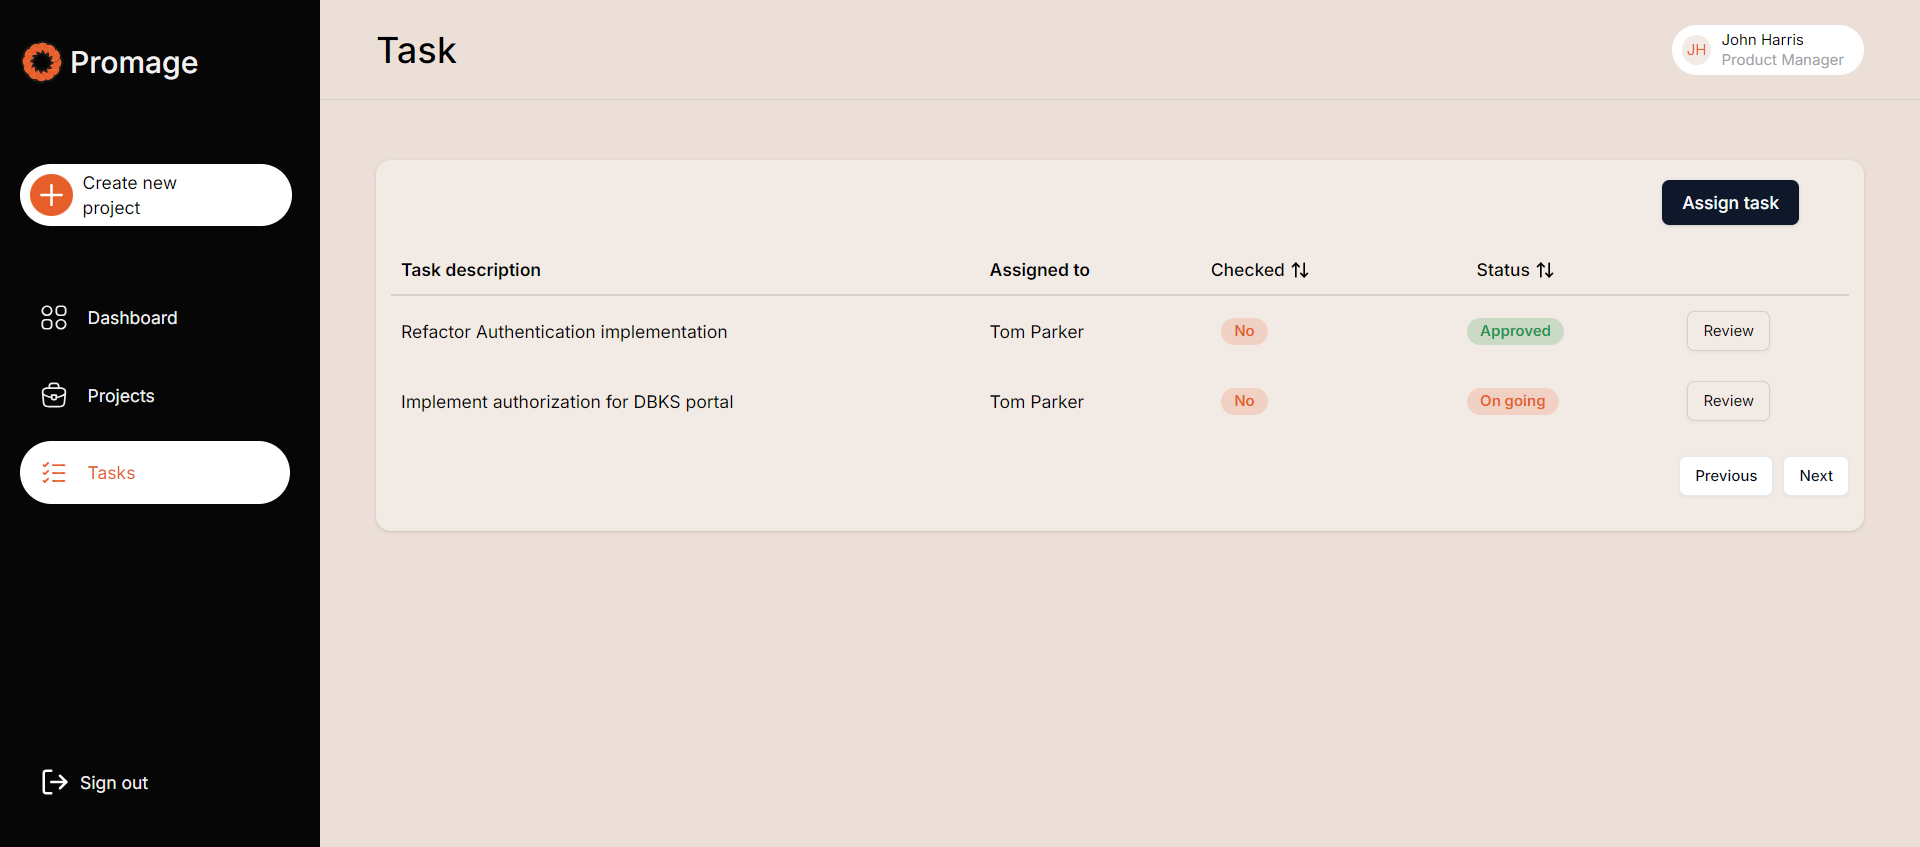 Promage
Create new
project
Dashboard
Projects
Tasks
Sign out
Task
JH
John Harris
Product Manager
Assign task
Task description Assigned to Checked Status
Refactor Authentication implementation Tom Parker No Approved Review
Implement authorization for DBKS portal Tom Parker No On going Review
Previous Next